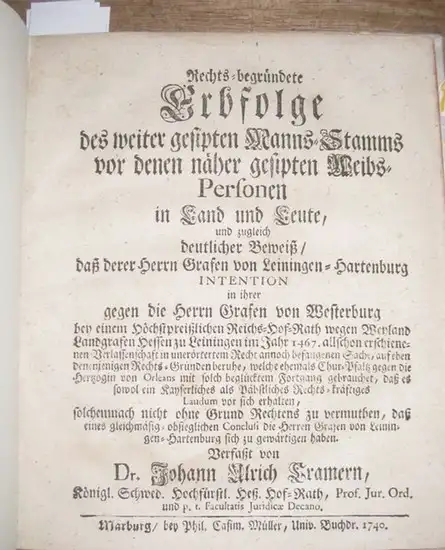 Rechts-begründete
Erbfolge
des weiter gesipten Manns-Stamms
vor denen näher gesipten Weibs-
Personen
in Land und Leute,
und zugleich
deutlicher Beweiß/
daß derer Herrn Grafen von Leiningen-Hartenburg
INTENTION
in ihrer
gegen die Herrn Grafen von Westerburg
bey einem Höchstpreißlichen Reichs-Hof-Rath wegen Weyland
Landgrafen Hessen zu Leiningen im Jahr 1467. allschon erschiene-
nen Verlassenschaft in unerörtertem Recht annoch befangenen Sache, auf eben
denenjenigen Rechts-Gründen beruhe, welche ehemals Chur-Pfaltz gegen die
Hertzogin von Orleans mit solch beglücktem Fortgang gebrauchet, daß es
sowol ein Kayserliches als Päbstliches Rechts-kräftiges
Laudum vor sich erhalten,
solchemnach nicht ohne Grund Rechtens zu vermuthen, daß
eines gleichmäsig-obsieglichen Conclusi die Herren Grafen von Leinin-
gen-Hartenburg sich zu gewärtigen haben.
Verfaßt von
Dr. Johann Ulrich Cramern,
Königl. Schwed. Hochfürstl. Heß. Hof-Rath, Prof. Jur. Ord.
und p. t. Facultatis Juridicæ Decano.
Marburg/ bey Phil. Casim. Müller, Univ. Buchdr. 1740.